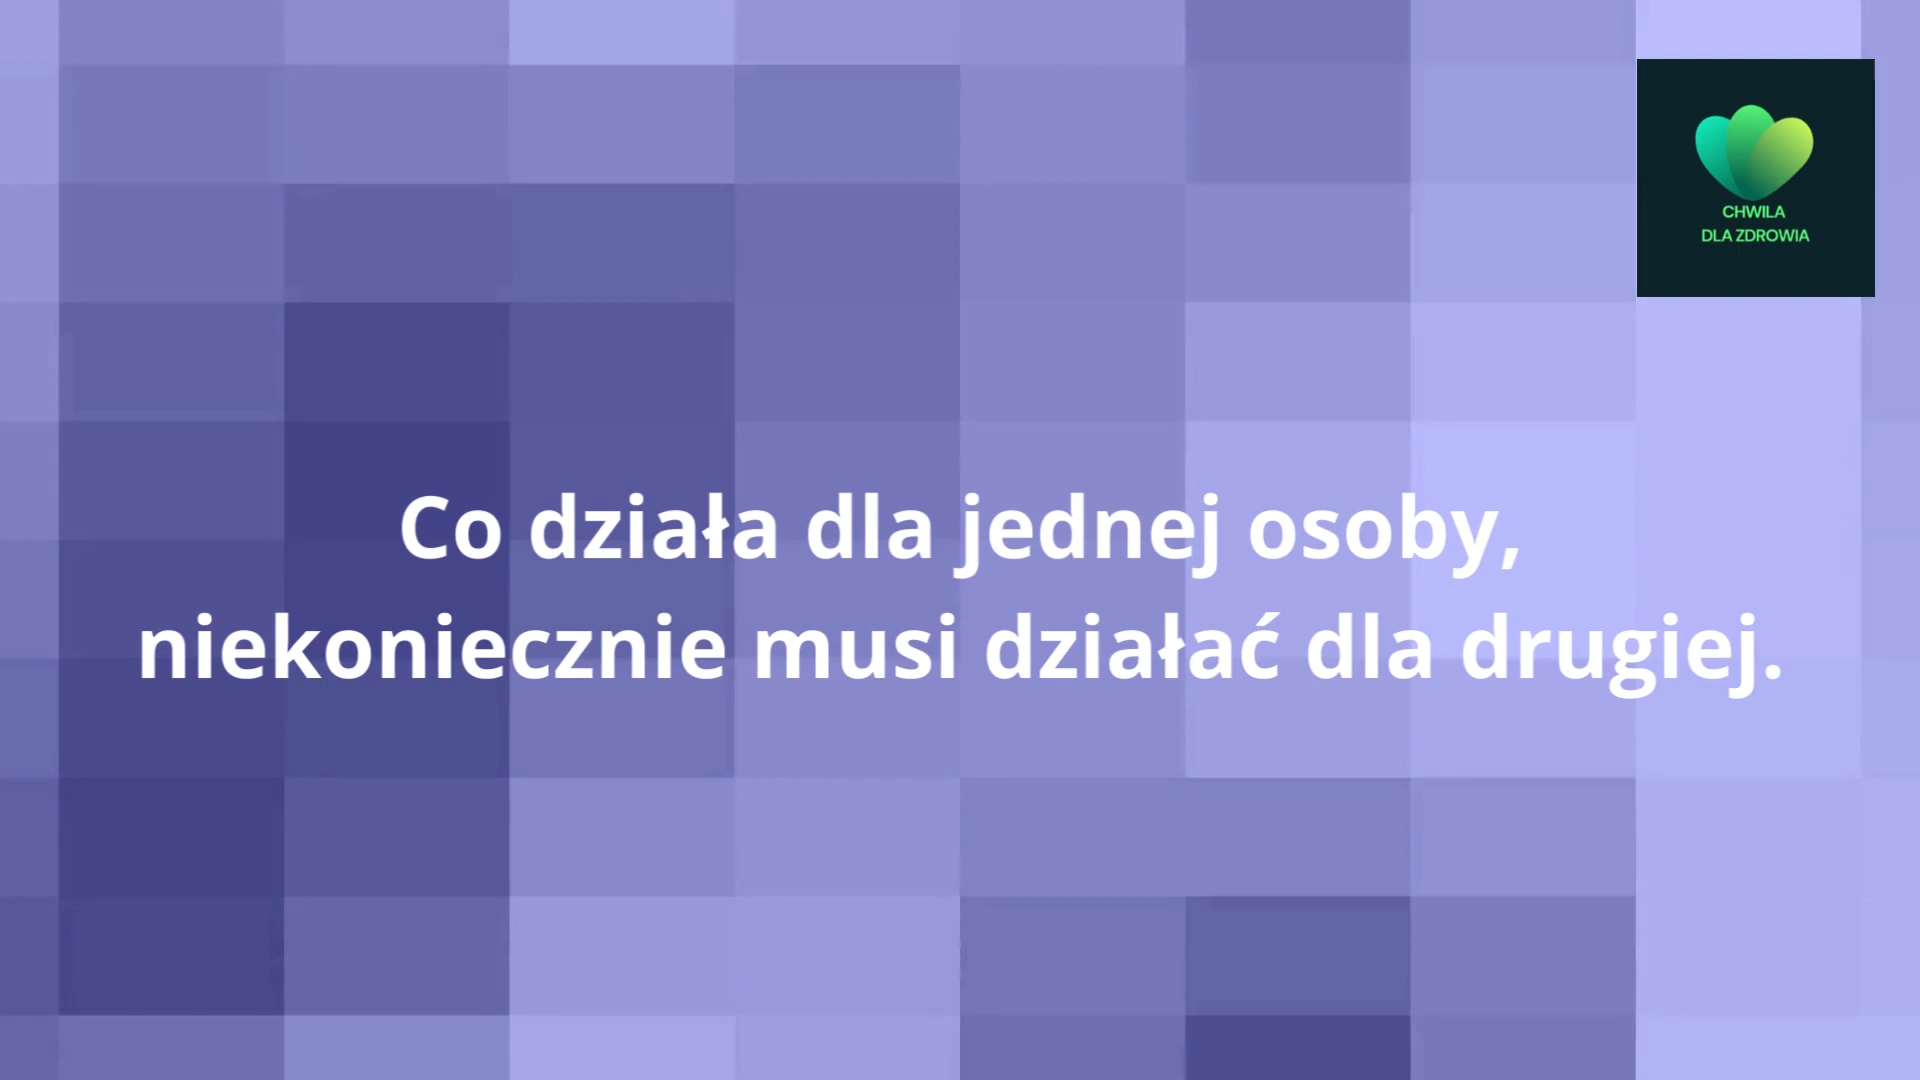 CHWILA
DLA ZDROWIA
Co działa dla jednej osoby,
niekoniecznie musi działać dla drugiej.